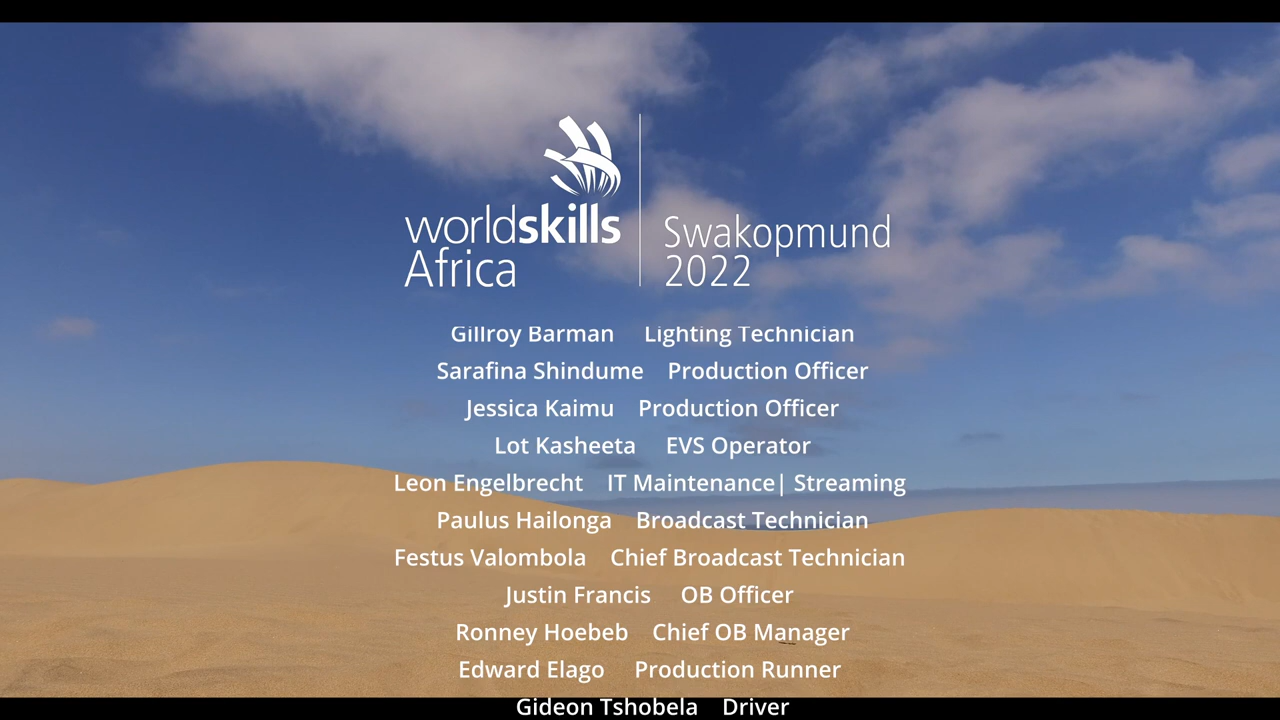 worldskills
Africa
Swakopmund
2022
Gillroy Barman Lighting Technician
Sarafina Shindume Production Officer
Jessica Kaimu Production Officer
Lot Kasheeta EVS Operator
Leon Engelbrecht IT Maintenance| Streaming
Paulus Hailonga Broadcast Technician
Festus Valombola Chief Broadcast Technician
Justin Francis OB Officer
Ronney Hoebeb Chief OB Manager
Edward Elago Production Runner
Gideon Tshobela Driver